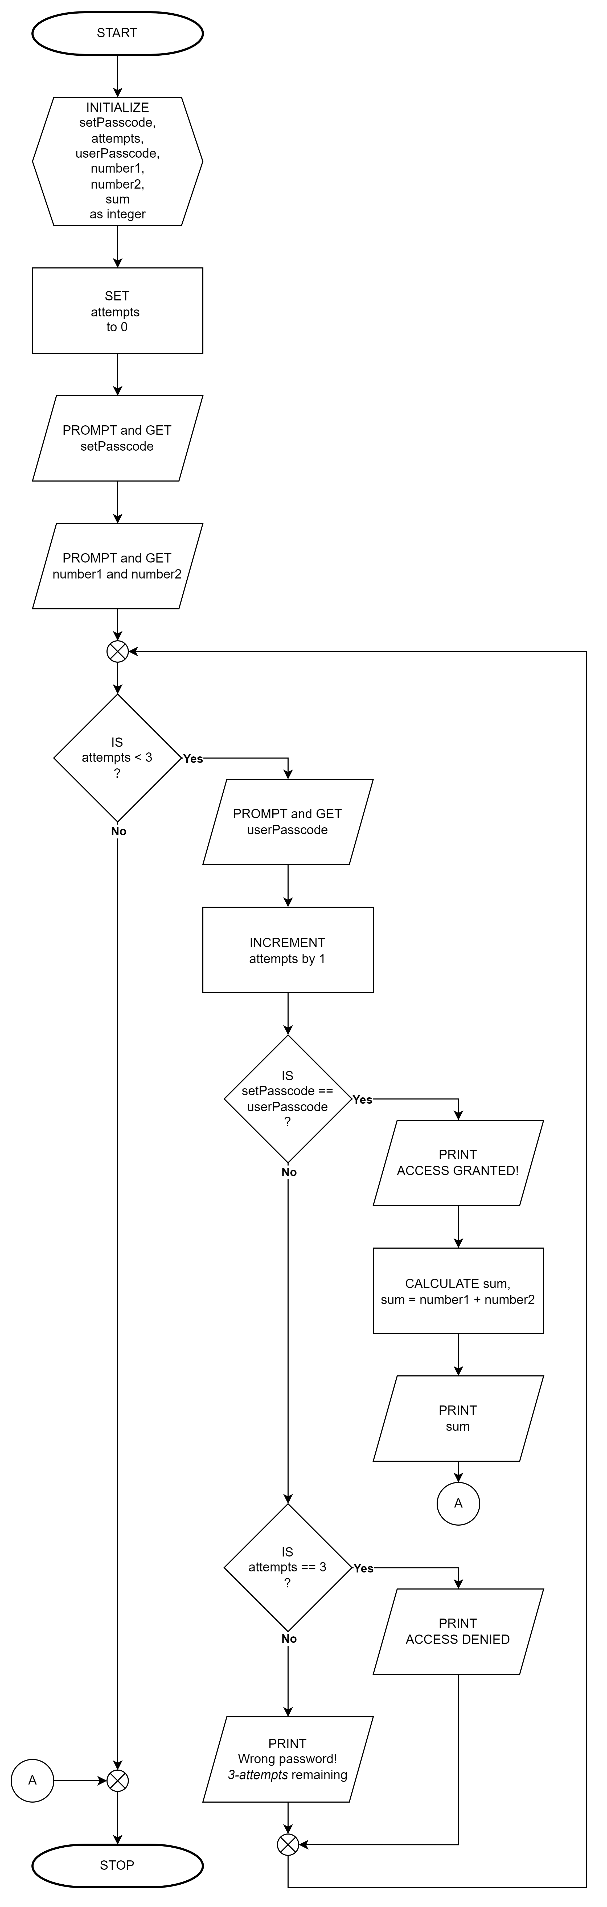 START
INITIALIZE
setPasscode,
attempts,
userPasscode,
number1,
number2,
sum
as integer
SET
attempts
to 0
PROMPT and GET
setPasscode
PROMPT and GET
number1 and number2
IS
attempts < 3
?
Yes
No
PROMPT and GET
userPasscode
INCREMENT
attempts by 1
IS
setPasscode ==
userPasscode
?
Yes
No
PRINT
ACCESS GRANTED!
CALCULATE sum,
sum = number1 + number2
PRINT
sum
A
IS
attempts == 3
?
Yes
No
PRINT
ACCESS DENIED
PRINT
Wrong password!
3-attempts remaining
A
STOP